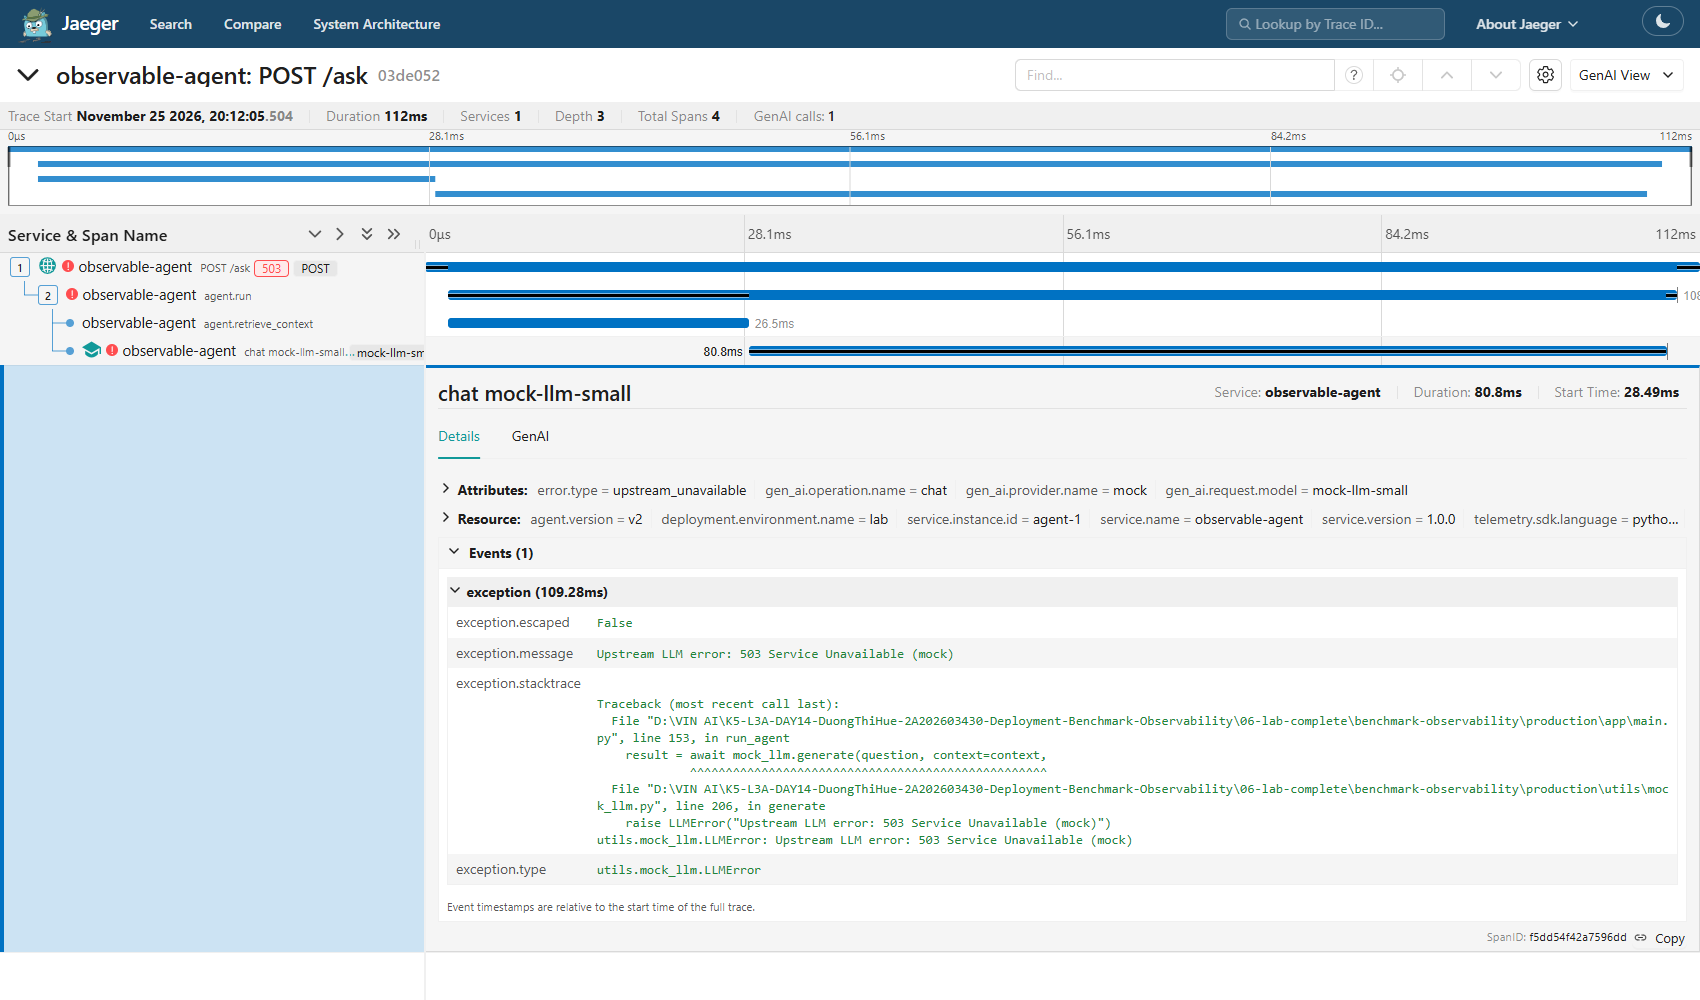 Jaeger Search Compare System Architecture Lookup by Trace ID... About Jaeger
observable-agent: POST /ask 03de052 Find... ? GenAI View
Trace Start November 25 2026, 20:12:05.504 Duration 112ms Services 1 Depth 3 Total Spans 4 GenAI calls: 1
0μs 28.1ms 56.1ms 84.2ms 112ms
Service & Span Name 0μs 28.1ms 56.1ms 84.2ms 112ms
1 observable-agent POST /ask 503 POST
2 observable-agent agent.run 108
observable-agent agent.retrieve_context 26.5ms
observable-agent chat mock-llm-small... mock-llm-sm 80.8ms
chat mock-llm-small Service: observable-agent Duration: 80.8ms Start Time: 28.49ms
Details GenAI
Attributes: error.type = upstream_unavailable gen_ai.operation.name = chat gen_ai.provider.name = mock gen_ai.request.model = mock-llm-small
Resource: agent.version = v2 deployment.environment.name = lab service.instance.id = agent-1 service.name = observable-agent service.version = 1.0.0 telemetry.sdk.language = pytho...
Events (1)
exception (109.28ms)
exception.escaped False
exception.message Upstream LLM error: 503 Service Unavailable (mock)
exception.stacktrace
Traceback (most recent call last):
File "D:\VIN AI\K5-L3A-DAY14-DuongThiHue-2A202603430-Deployment-Benchmark-Observability\06-lab-complete\benchmark-observability\production\app\main.
py", line 153, in run_agent
result = await mock_llm.generate(question, context=context,
^^^^^^^^^^^^^^^^^^^^^^^^^^^^^^^^^^^^^^^^^^^^^^^^^^
File "D:\VIN AI\K5-L3A-DAY14-DuongThiHue-2A202603430-Deployment-Benchmark-Observability\06-lab-complete\benchmark-observability\production\utils\moc
k_llm.py", line 206, in generate
raise LLMError("Upstream LLM error: 503 Service Unavailable (mock)")
utils.mock_llm.LLMError: Upstream LLM error: 503 Service Unavailable (mock)
exception.type utils.mock_llm.LLMError
Event timestamps are relative to the start time of the full trace.
SpanID: f5dd54f42a7596dd Copy